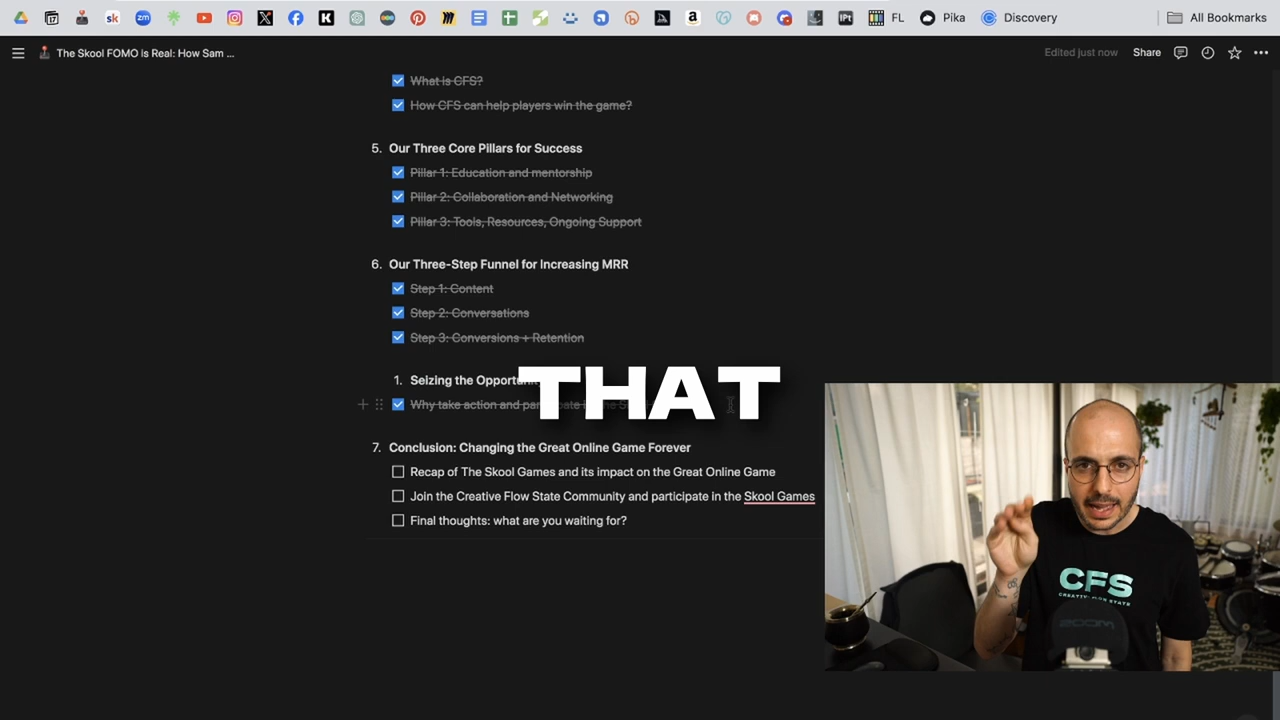 FL
Pika
Discovery
All Bookmarks
The Skool FOMO is Real: How Sam ...
Edited just now
Share
What is CFS?
How CFS can help players win the game?
5. Our Three Core Pillars for Success
Pillar 1: Education and mentorship
Pillar 2: Collaboration and Networking
Pillar 3: Tools, Resources, Ongoing Support
6. Our Three-Step Funnel for Increasing MRR
Step 1: Content
Step 2: Conversations
Step 3: Conversions + Retention
1. Seizing the
THAT
Why take action and
7. Conclusion: Changing the Great Online Game Forever
Recap of The Skool Games and its impact on the Great Online Game
Join the Creative Flow State Community and participate in the Skool Games
Final thoughts: what are you waiting for?
CFS
ZOOM